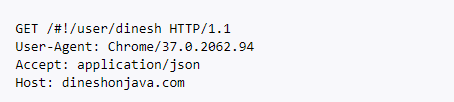 GET /#!/user/dinesh HTTP/1.1
User-Agent: Chrome/37.0.2062.94
Accept: application/json
Host: dineshonjava.com